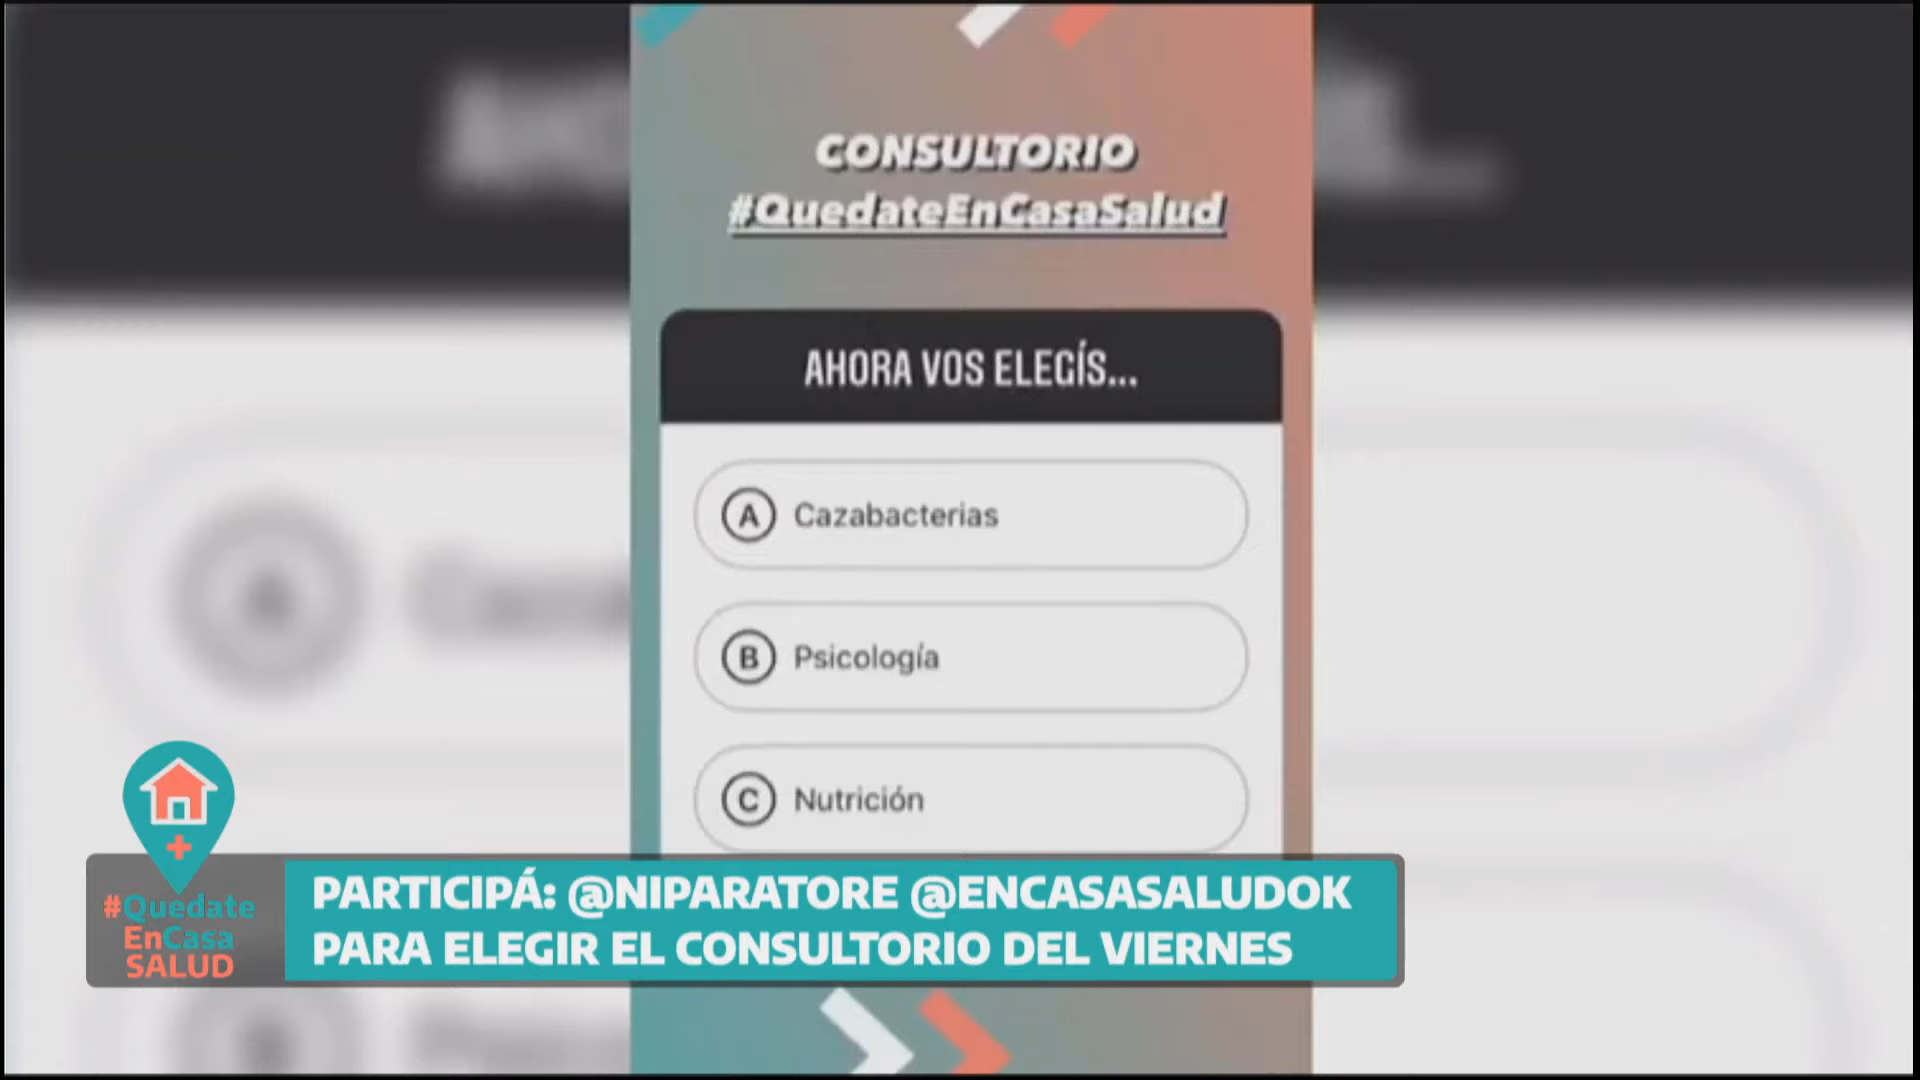 CONSULTORIO
#QuedateEnCasaSalud
AHORA VOS ELEGÍS...
A Cazabacterias
B Psicología
C Nutrición
#Quedate
EnCasa
SALUD
PARTICIPÁ: @NIPARATORE @ENCASASALUDOK
PARA ELEGIR EL CONSULTORIO DEL VIERNES